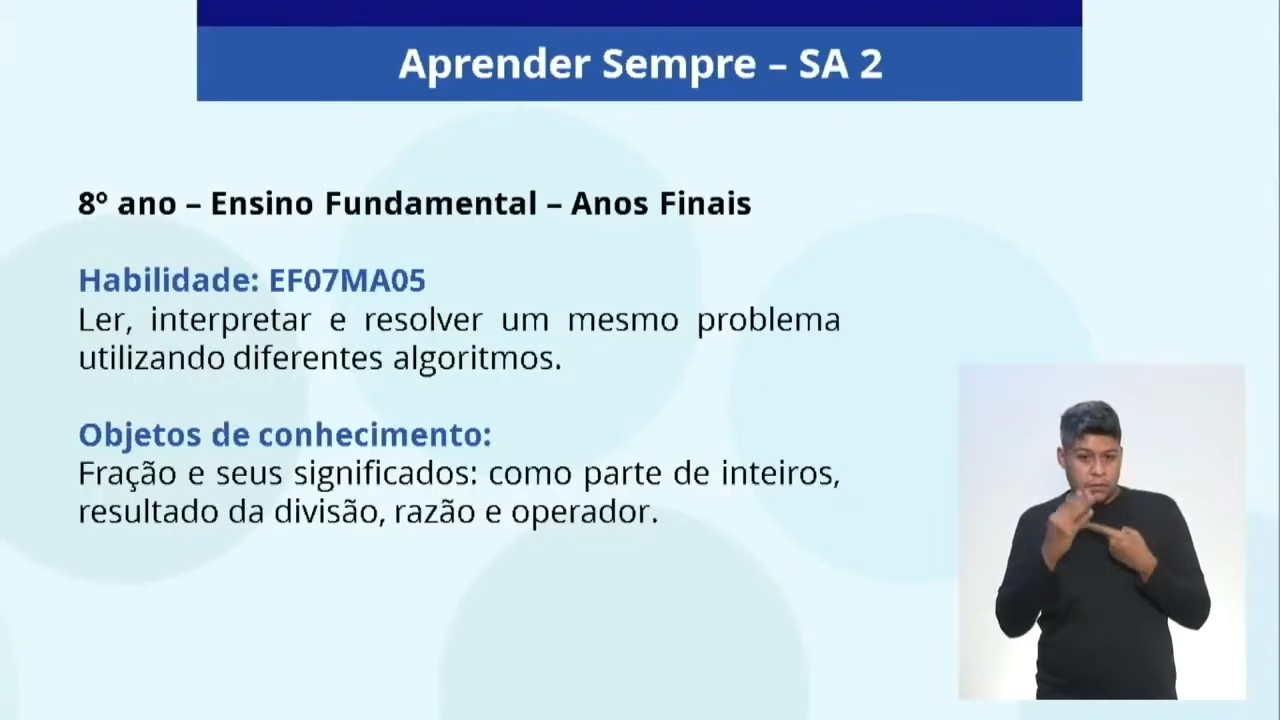 Aprender Sempre – SA 2
8º ano – Ensino Fundamental – Anos Finais
Habilidade: EF07MA05
Ler, interpretar e resolver um mesmo problema
utilizando diferentes algoritmos.
Objetos de conhecimento:
Fração e seus significados: como parte de inteiros,
resultado da divisão, razão e operador.